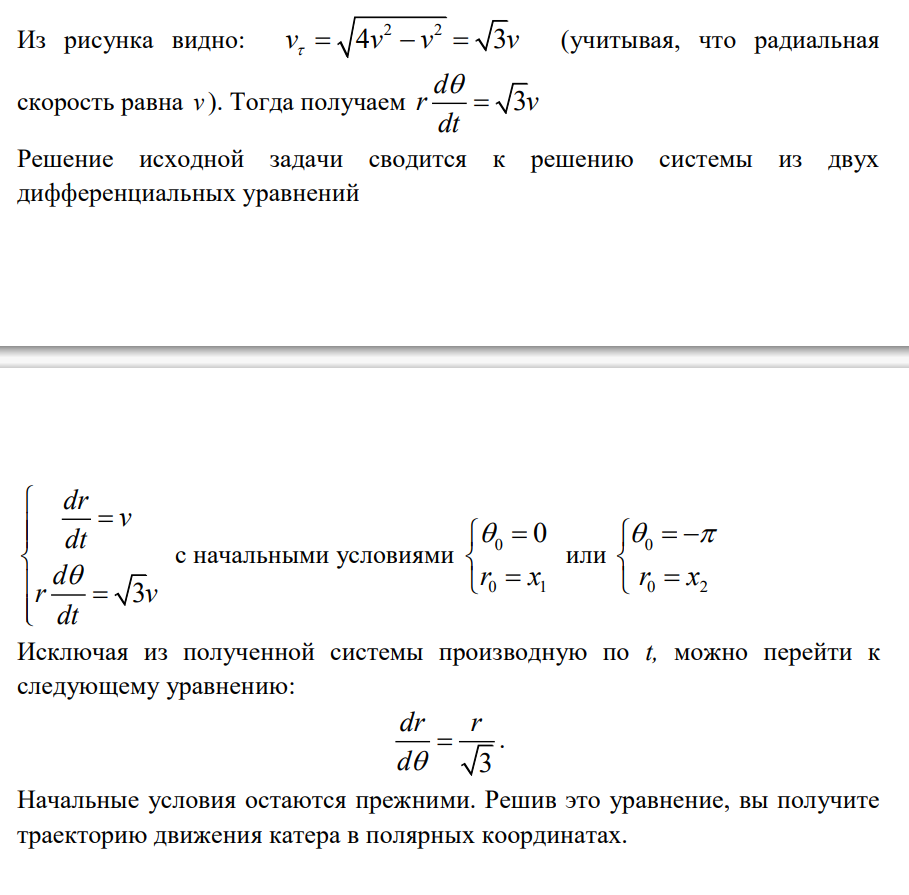 Из рисунка видно: $v_{\tau} = \sqrt{4v^2 - v^2} = \sqrt{3}v$ (учитывая, что радиальная
скорость равна $v$). Тогда получаем $r\frac{d\theta}{dt} = \sqrt{3}v$
Решение исходной задачи сводится к решению системы из двух
дифференциальных уравнений
$\begin{cases} \frac{dr}{dt} = v \\ r\frac{d\theta}{dt} = \sqrt{3}v \end{cases}$ с начальными условиями $\begin{cases} \theta_0 = 0 \\ r_0 = x_1 \end{cases}$ или $\begin{cases} \theta_0 = -\pi \\ r_0 = x_2 \end{cases}$
Исключая из полученной системы производную по $t$, можно перейти к
следующему уравнению:
$\frac{dr}{d\theta} = \frac{r}{\sqrt{3}}.$
Начальные условия остаются прежними. Решив это уравнение, вы получите
траекторию движения катера в полярных координатах.